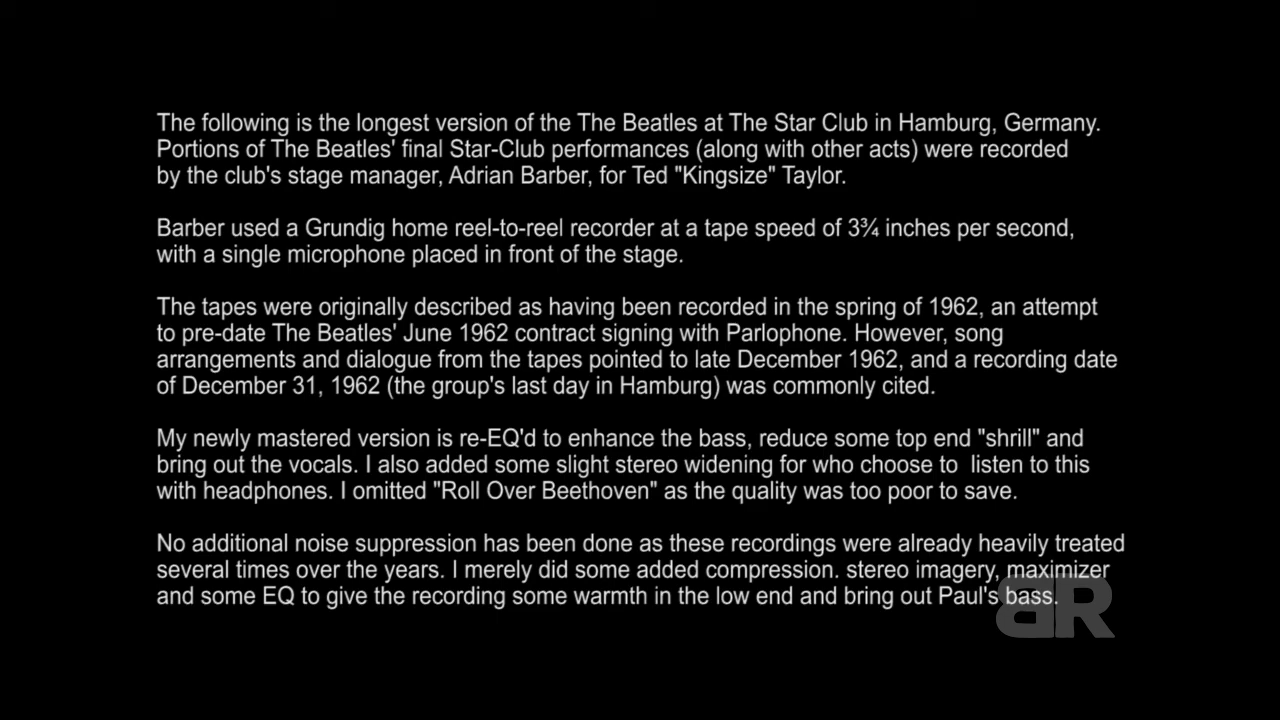 The following is the longest version of the The Beatles at The Star Club in Hamburg, Germany.
Portions of The Beatles' final Star-Club performances (along with other acts) were recorded
by the club's stage manager, Adrian Barber, for Ted "Kingsize" Taylor.
Barber used a Grundig home reel-to-reel recorder at a tape speed of 3¾ inches per second,
with a single microphone placed in front of the stage.
The tapes were originally described as having been recorded in the spring of 1962, an attempt
to pre-date The Beatles' June 1962 contract signing with Parlophone. However, song
arrangements and dialogue from the tapes pointed to late December 1962, and a recording date
of December 31, 1962 (the group's last day in Hamburg) was commonly cited.
My newly mastered version is re-EQ'd to enhance the bass, reduce some top end "shrill" and
bring out the vocals. I also added some slight stereo widening for who choose to  listen to this
with headphones. I omitted "Roll Over Beethoven" as the quality was too poor to save.
No additional noise suppression has been done as these recordings were already heavily treated
several times over the years. I merely did some added compression. stereo imagery, maximizer
and some EQ to give the recording some warmth in the low end and bring out Paul's bass.
BR